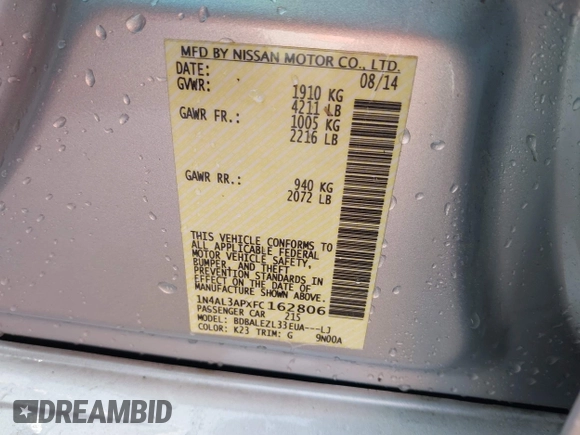 MFD BY NISSAN MOTOR CO., LTD.
DATE: 08/14
GVWR: 1910 KG
4211 LB
GAWR FR.: 1005 KG
2216 LB
GAWR RR.: 940 KG
2072 LB
THIS VEHICLE CONFORMS TO
ALL APPLICABLE FEDERAL
MOTOR VEHICLE SAFETY,
BUMPER, AND THEFT
PREVENTION STANDARDS IN
EFFECT ON THE DATE OF
MANUFACTURE SHOWN ABOVE.
1N4AL3APXFC162806
PASSENGER CAR 215
MODEL: BDBALEZL33EUA---LJ
COLOR: K23 TRIM: G 9N00A
DREAMBID